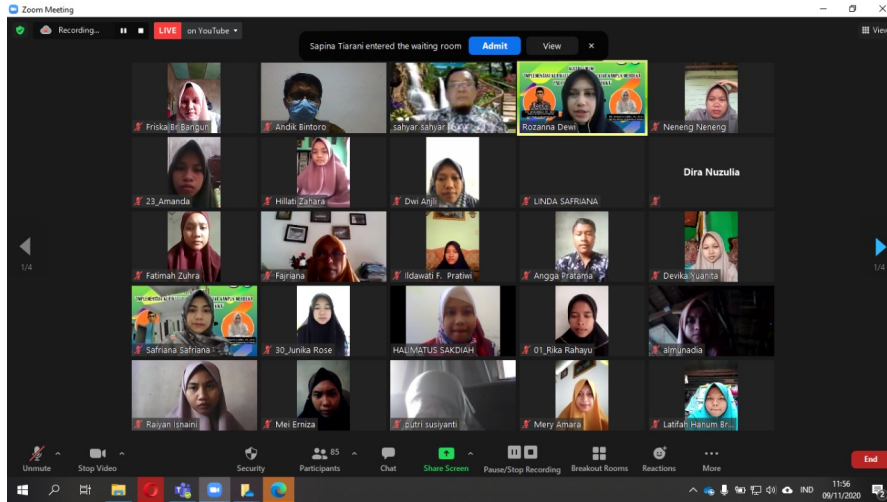 Zoom Meeting
Recording...
LIVE on YouTube
Sapina Tiarani entered the waiting room Admit View
View
Friska Br Bangun
Andik Bintoro
sahyar sahyar
Rozanna Dewi
Neneng Neneng
23_Amanda
Hillati Zahara
Dwi Anjli
LINDA SAFRIANA
Dira Nuzulia
1/4
Fatimah Zuhra
Fajriana
Ildawati F. Pratiwi
Angga Pratama
Devika Yuanita
1/4
Safriana Safriana
30_Junika Rose
HALIMATUS SAKDIAH
01_Rika Rahayu
almunadia
Raiyan Isnaini
Mei Erniza
putri susiyanti
Mery Amara
Latifah Hanum Br...
85
Unmute
Stop Video
Security
Participants
Chat
Share Screen
Pause/Stop Recording
Breakout Rooms
Reactions
More
End
IND
11:56
09/11/2020